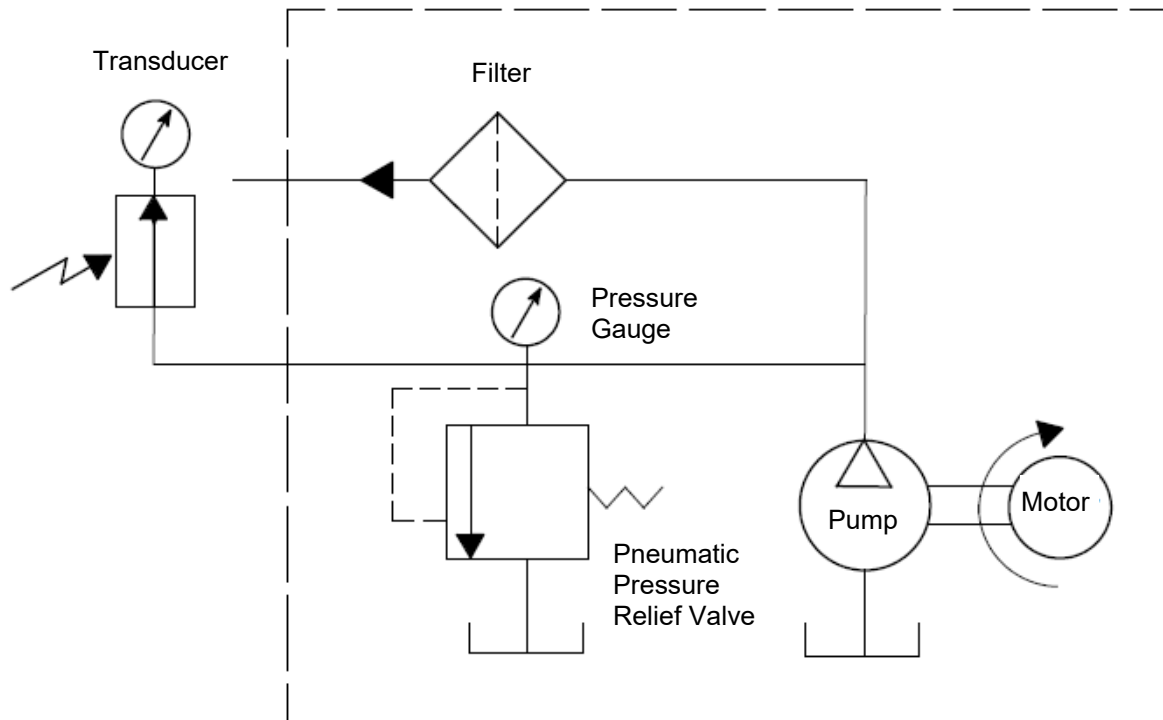 Transducer
Filter
Pressure
Gauge
Pump
Motor
Pneumatic
Pressure
Relief Valve